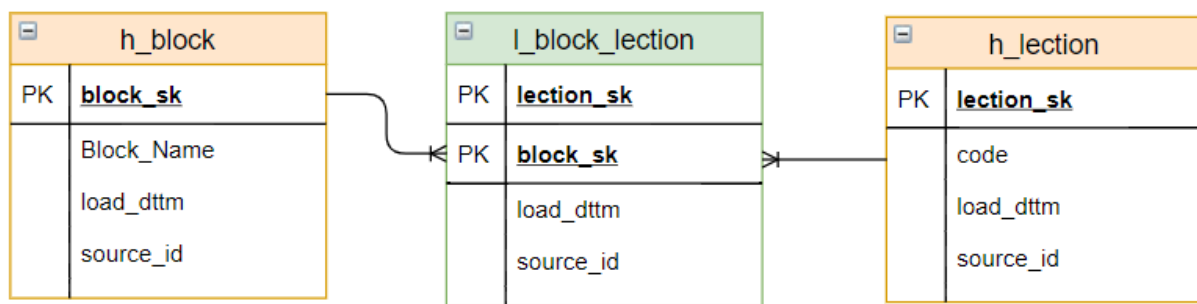 h_block
PK block_sk
Block_Name
load_dttm
source_id
l_block_lection
PK lection_sk
PK block_sk
load_dttm
source_id
h_lection
PK lection_sk
code
load_dttm
source_id